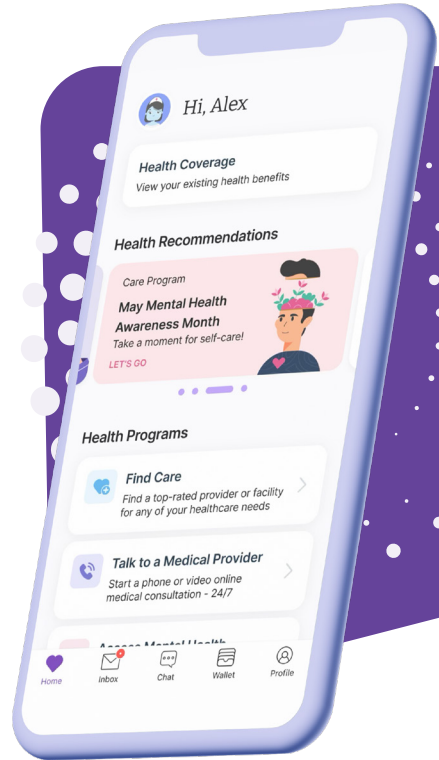 Hi, Alex
Health Coverage
View your existing health benefits
Health Recommendations
Care Program
May Mental Health
Awareness Month
Take a moment for self-care!
LET'S GO
Health Programs
Find Care
Find a top-rated provider or facility
for any of your healthcare needs
Talk to a Medical Provider
Start a phone or video online
medical consultation - 24/7
Access Mental Health
Home
Inbox
Chat
Wallet
Profile